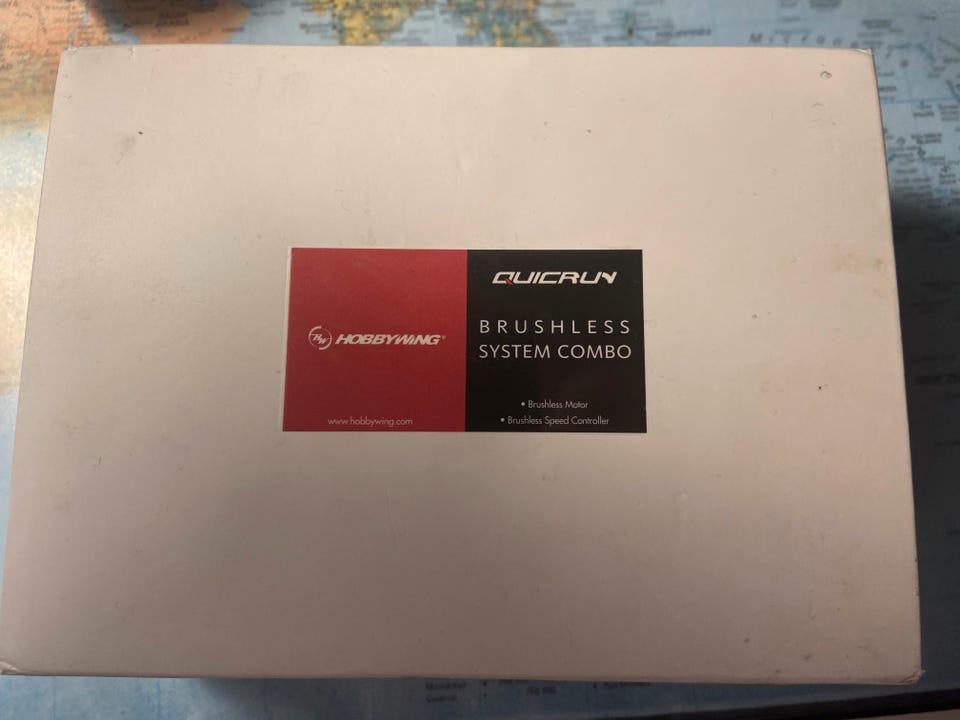 HOBBYWING®
www.hobbywing.com
QUICRUN
BRUSHLESS
SYSTEM COMBO
• Brushless Motor
• Brushless Speed Controller